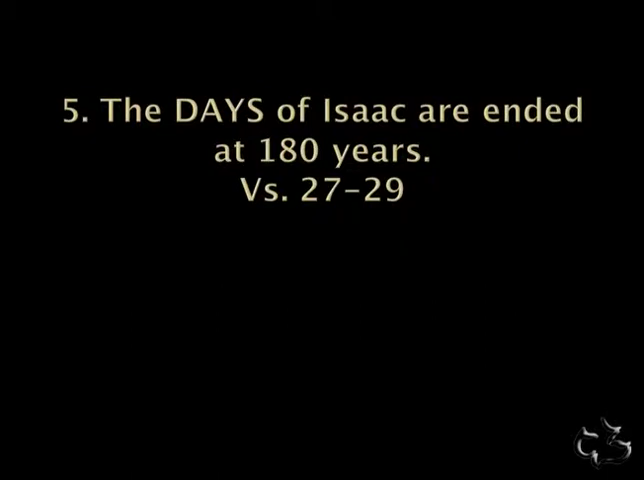 5. The DAYS of Isaac are ended
at 180 years.
Vs. 27-29